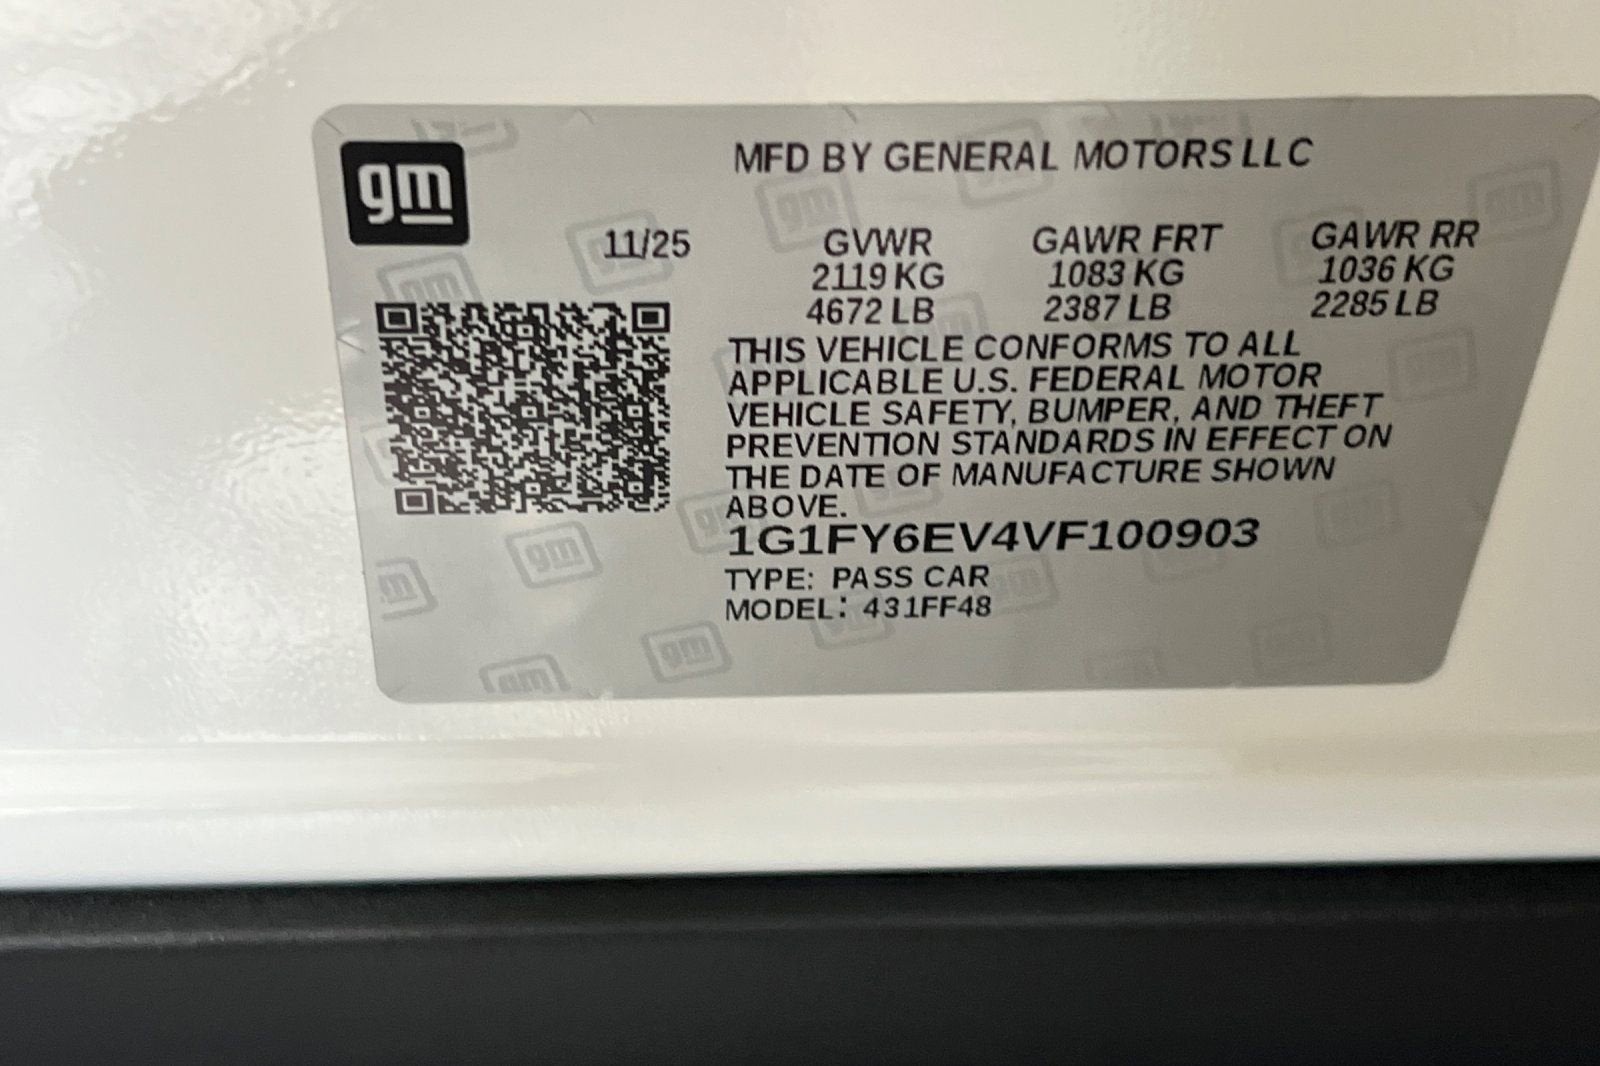 gm
MFD BY GENERAL MOTORS LLC
11/25 GVWR GAWR FRT GAWR RR
2119 KG 1083 KG 1036 KG
4672 LB 2387 LB 2285 LB
THIS VEHICLE CONFORMS TO ALL
APPLICABLE U.S. FEDERAL MOTOR
VEHICLE SAFETY, BUMPER, AND THEFT
PREVENTION STANDARDS IN EFFECT ON
THE DATE OF MANUFACTURE SHOWN
ABOVE.
1G1FY6EV4VF100903
TYPE: PASS CAR
MODEL: 431FF48